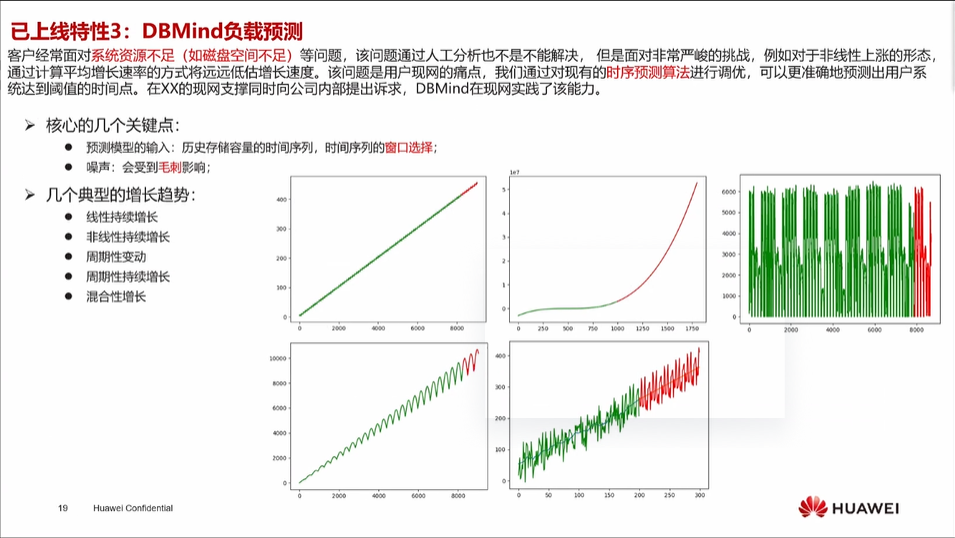 已上线特性3：DBMind负载预测
客户经常面对系统资源不足（如磁盘空间不足）等问题，该问题通过人工分析也不是不能解决，但是面对非常严峻的挑战，例如对于非线性上涨的形态，
通过计算平均增长速率的方式将远远低估增长速度。该问题是用户现网的痛点，我们通过对现有的时序预测算法进行调优，可以更准确地预测出用户系
统达到阈值的时间点。在XX的现网支撑同时向公司内部提出诉求，DBMind在现网实践了该能力。
➢ 核心的几个关键点：
● 预测模型的输入：历史存储容量的时间序列，时间序列的窗口选择；
● 噪声：会受到毛刺影响；
➢ 几个典型的增长趋势：
● 线性持续增长
● 非线性持续增长
● 周期性变动
● 周期性持续增长
● 混合性增长
400
300
200
100
0
0 2000 4000 6000 8000
1e7
5
4
3
2
1
0
0 250 500 750 1000 1250 1500 1750
6000
5000
4000
3000
2000
1000
0
0 2000 4000 6000 8000
10000
8000
6000
4000
2000
0
0 2000 4000 6000 8000
400
300
200
100
0
0 50 100 150 200 250 300
19 Huawei Confidential
HUAWEI